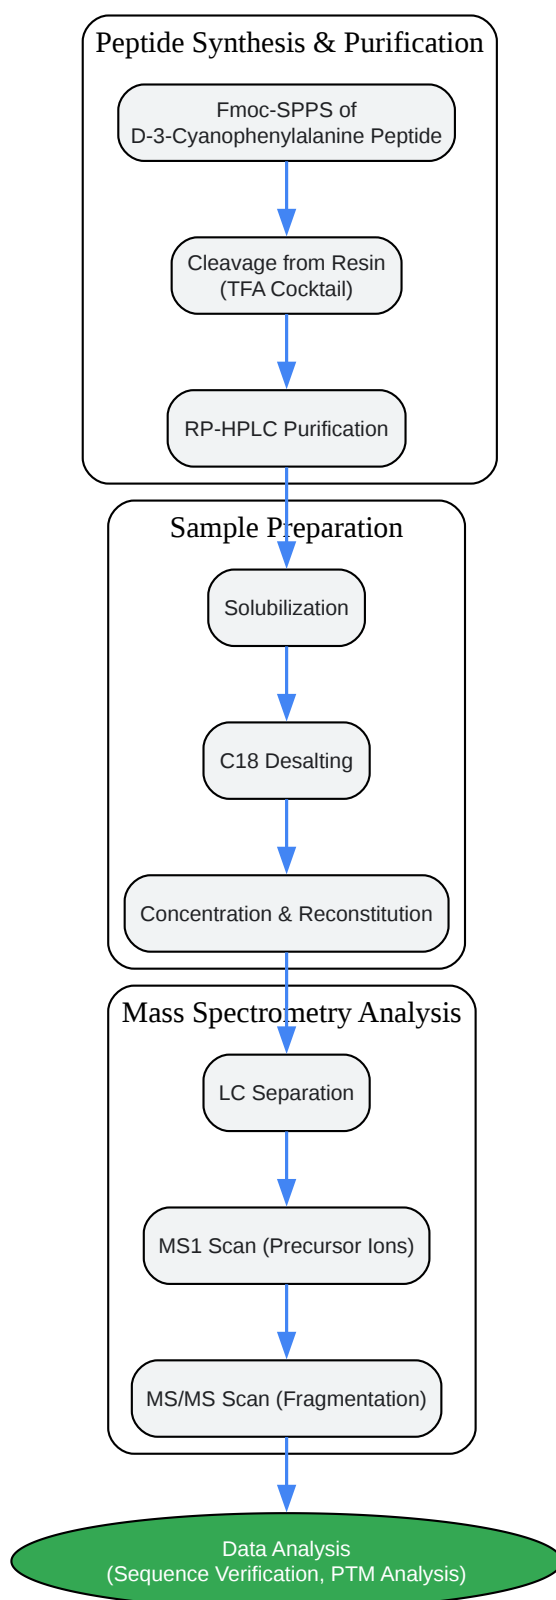 Peptide Synthesis & Purification
Fmoc-SPPS of
D-3-Cyanophenylalanine Peptide
Cleavage from Resin
(TFA Cocktail)
RP-HPLC Purification
Sample Preparation
Solubilization
C18 Desalting
Concentration & Reconstitution
Mass Spectrometry Analysis
LC Separation
MS1 Scan (Precursor Ions)
MS/MS Scan (Fragmentation)
Data Analysis
(Sequence Verification, PTM Analysis)